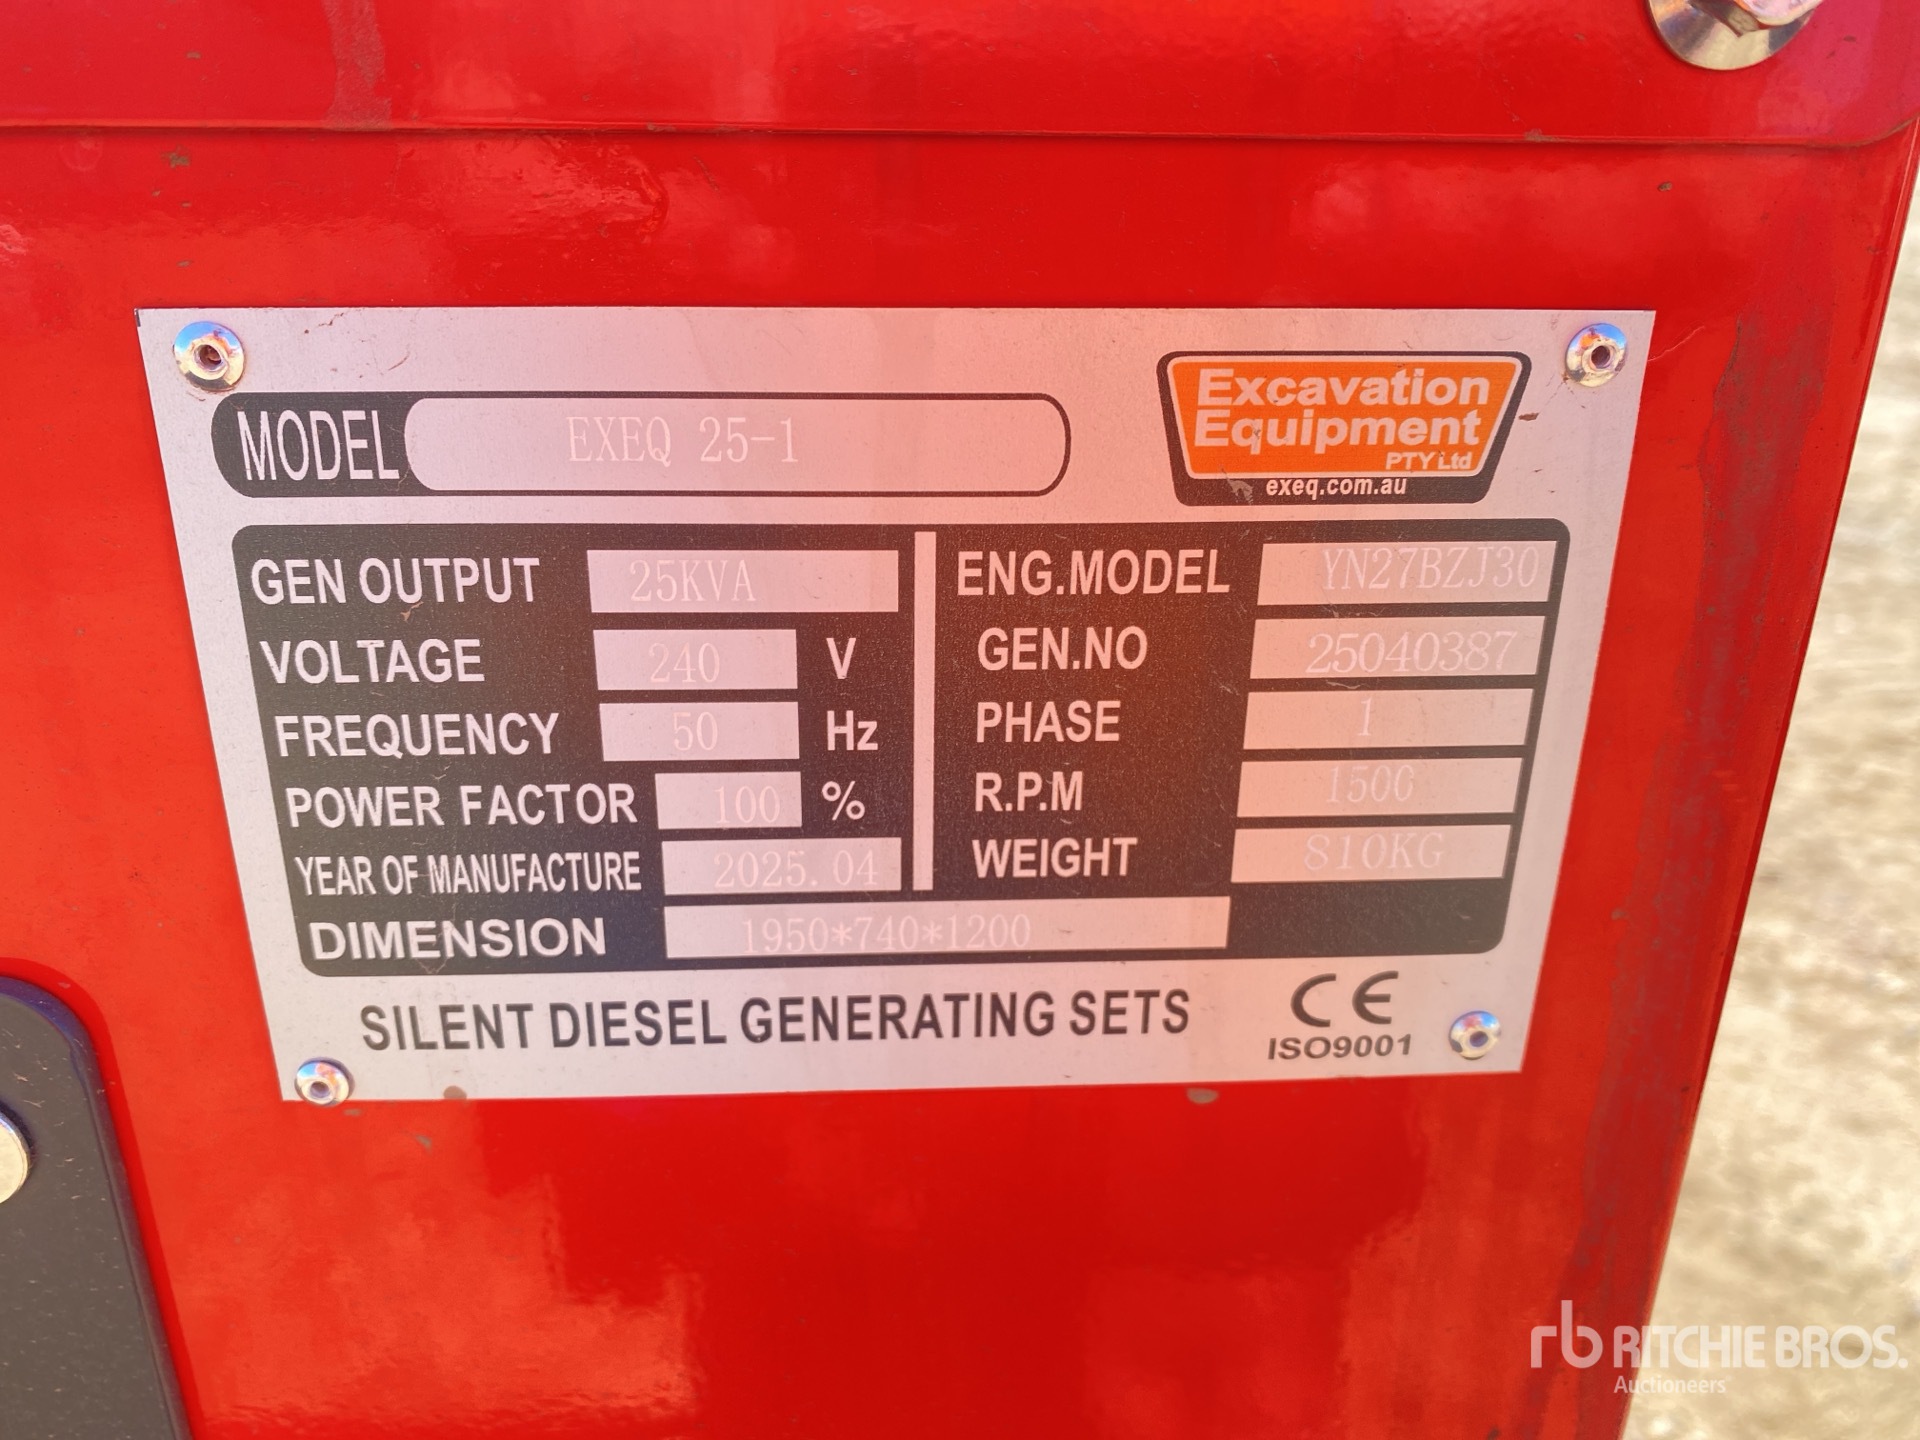 MODEL EXEQ 25-1
Excavation
Equipment
PTY Ltd
exeq.com.au
GEN OUTPUT 25KVA
VOLTAGE 240 V
FREQUENCY 50 Hz
POWER FACTOR 100 %
YEAR OF MANUFACTURE 2025.04
DIMENSION 1950*740*1200
ENG.MODEL YN27BZJ30
GEN.NO 25040387
PHASE 1
R.P.M 1500
WEIGHT 810KG
SILENT DIESEL GENERATING SETS
CE
ISO9001
rb RITCHIE BROS.
Auctioneers